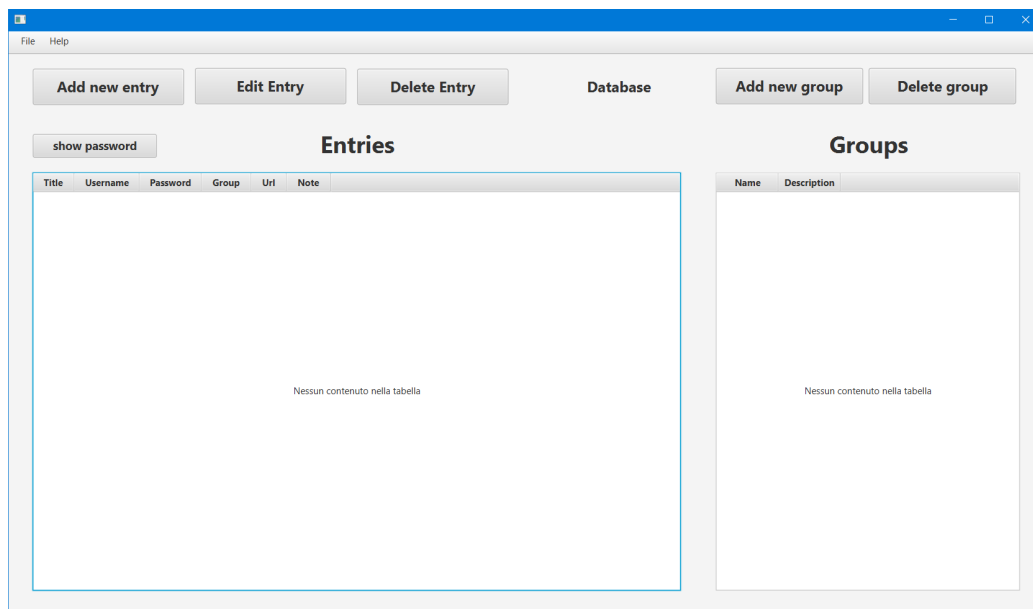 File Help
Add new entry Edit Entry Delete Entry Database Add new group Delete group
show password Entries Groups
Title Username Password Group Url Note Name Description
Nessun contenuto nella tabella Nessun contenuto nella tabella